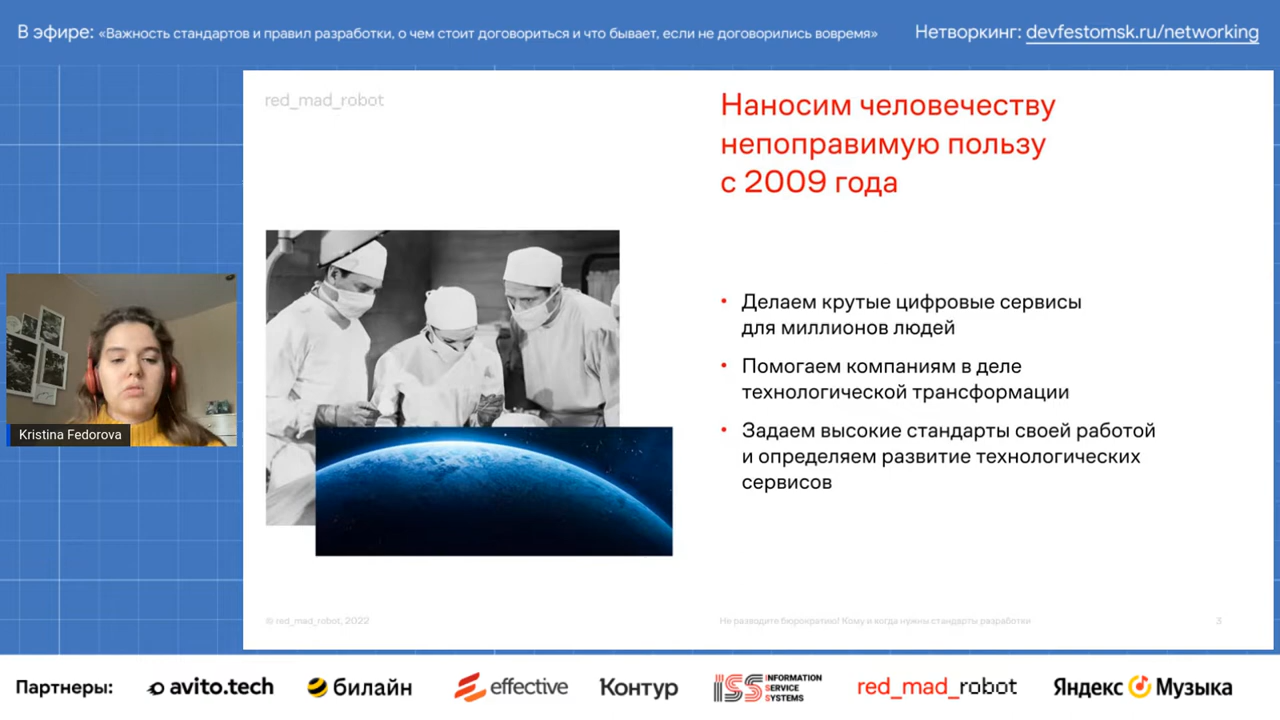 В эфире: «Важность стандартов и правил разработки, о чем стоит договориться и что бывает, если не договорились вовремя»
Нетворкинг: devfestomsk.ru/networking
red_mad_robot
Наносим человечеству
непоправимую пользу
с 2009 года
• Делаем крутые цифровые сервисы
для миллионов людей
• Помогаем компаниям в деле
технологической трансформации
• Задаем высокие стандарты своей работой
и определяем развитие технологических
сервисов
Kristina Fedorova
© red_mad_robot, 2022
Не разводите бюрократию! Кому и когда нужны стандарты разработки
3
Партнеры:
avito.tech
билайн
effective
Контур
ISS INFORMATION
SERVICE
SYSTEMS
red_mad_robot
Яндекс Музыка